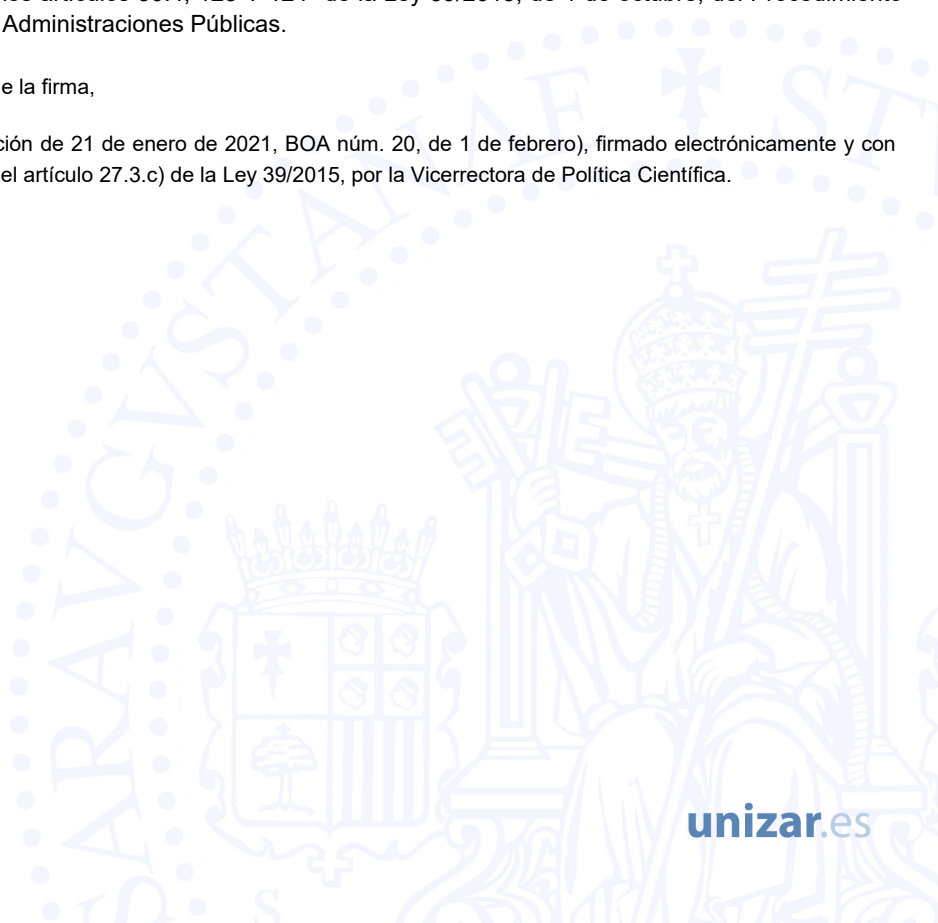 Administraciones Públicas.
e la firma,
ción de 21 de enero de 2021, BOA núm. 20, de 1 de febrero), firmado electrónicamente y con
el artículo 27.3.c) de la Ley 39/2015, por la Vicerrectora de Política Científica.
unizar.es